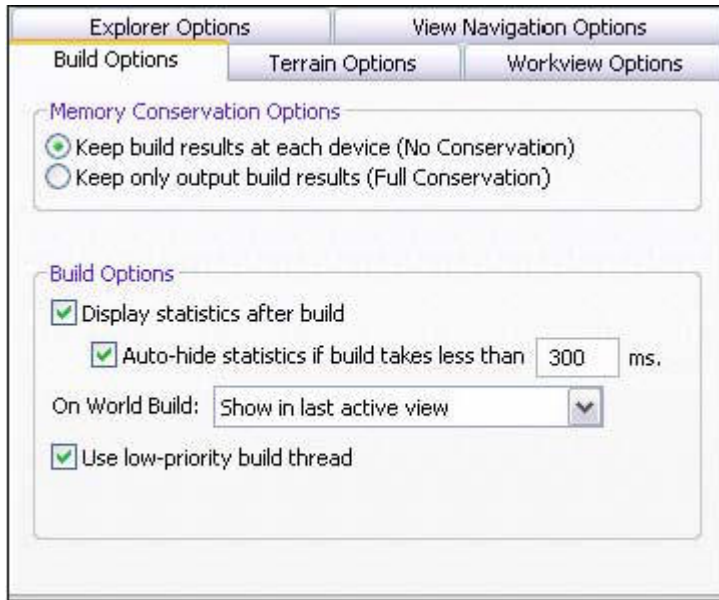 Explorer Options View Navigation Options
Build Options Terrain Options Workview Options
Memory Conservation Options
Keep build results at each device (No Conservation)
Keep only output build results (Full Conservation)
Build Options
Display statistics after build
Auto-hide statistics if build takes less than 300 ms.
On World Build: Show in last active view
Use low-priority build thread